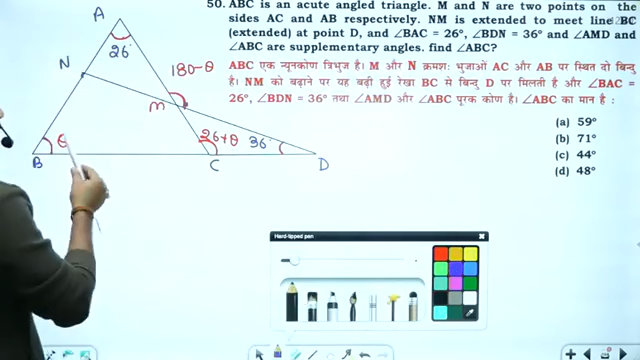 50. ABC is an acute angled triangle. M and N are two points on the
sides AC and AB respectively. NM is extended to meet line BC
(extended) at point D, and ∠BAC = 26°, ∠BDN = 36° and ∠AMD and
∠ABC are supplementary angles. find ∠ABC?
ABC एक न्यूनकोण त्रिभुज है। M और N क्रमशः भुजाओं AC और AB पर स्थित दो बिन्दु
है। NM को बढ़ाने पर यह बढ़ी हुई रेखा BC से बिन्दु D पर मिलती है और ∠BAC =
26°, ∠BDN = 36° तथा ∠AMD और ∠ABC पूरक कोण है। ∠ABC का मान है :
(a) 59°
(b) 71°
(c) 44°
(d) 48°
A
26°
N
180-θ
M
θ
26+θ
36
B
C
D
Hard-tipped pen